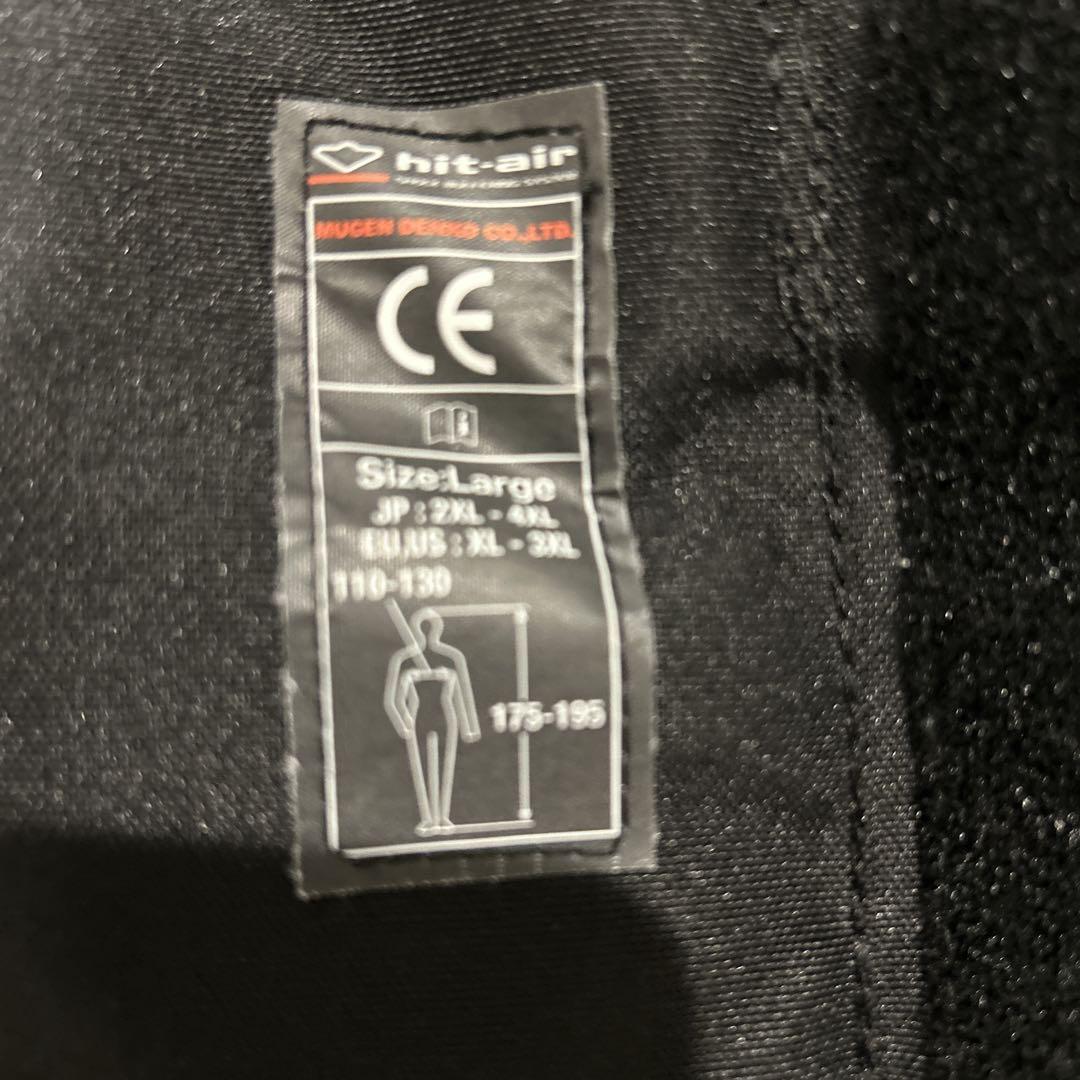 hit-air
MUGEN DENKO CO.,LTD.
CE
Size:Large
JP : 2XL - 4XL
EU,US : XL - 3XL
110-130
175-195